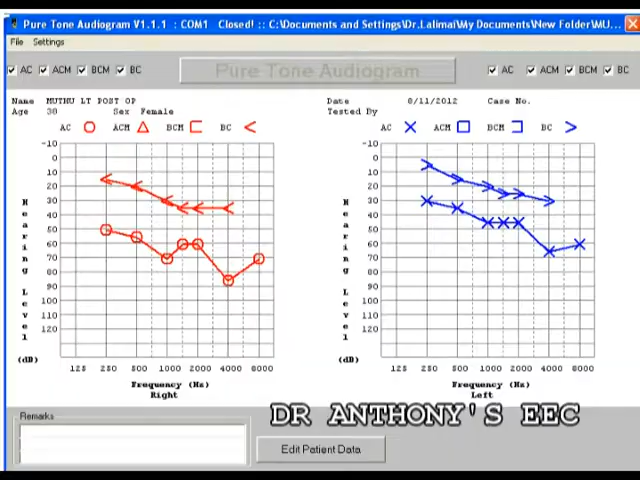 Pure Tone Audiogram V1.1.1 : COM1 Closed! :: C:\Documents and Settings\Dr.Lalimai\My Documents\New Folder\MU...
File Settings
AC ACM BCM BC Pure Tone Audiogram AC ACM BCM BC
Name MUTHU LT POST OP Date 8/11/2012 Case No.
Age 38 Sex Female Tested By
AC ACM BCM BC AC ACM BCM BC
-10 -10
0 0
10 10
20 20
30 30
40 40
50 50
60 60
70 70
80 80
90 90
100 100
110 110
120 120
Hearing Level Hearing Level
(dB) 125 250 500 1000 2000 4000 8000 (dB) 125 250 500 1000 2000 4000 8000
Frequency (Hz) Frequency (Hz)
Right Left
DR ANTHONY'S EEC
Remarks
Edit Patient Data